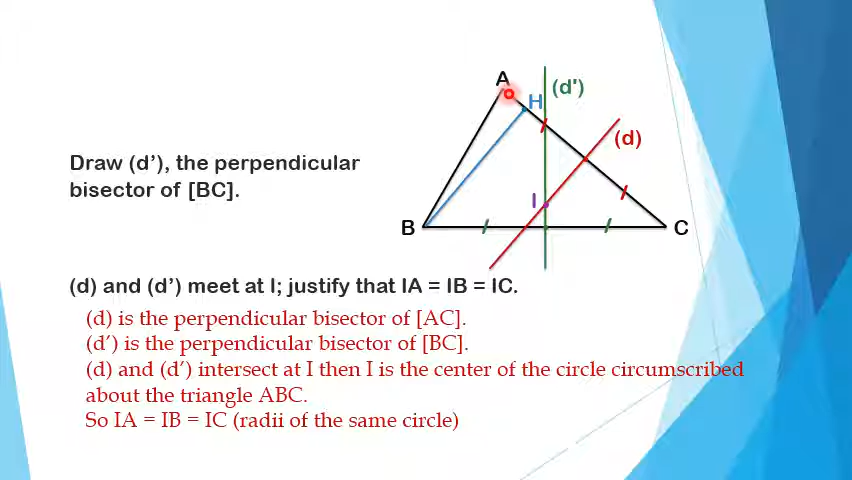 A
H
(d')
(d)
Draw (d’), the perpendicular
bisector of [BC].
I
B
C
(d) and (d’) meet at I; justify that IA = IB = IC.
(d) is the perpendicular bisector of [AC].
(d’) is the perpendicular bisector of [BC].
(d) and (d’) intersect at I then I is the center of the circle circumscribed
about the triangle ABC.
So IA = IB = IC (radii of the same circle)